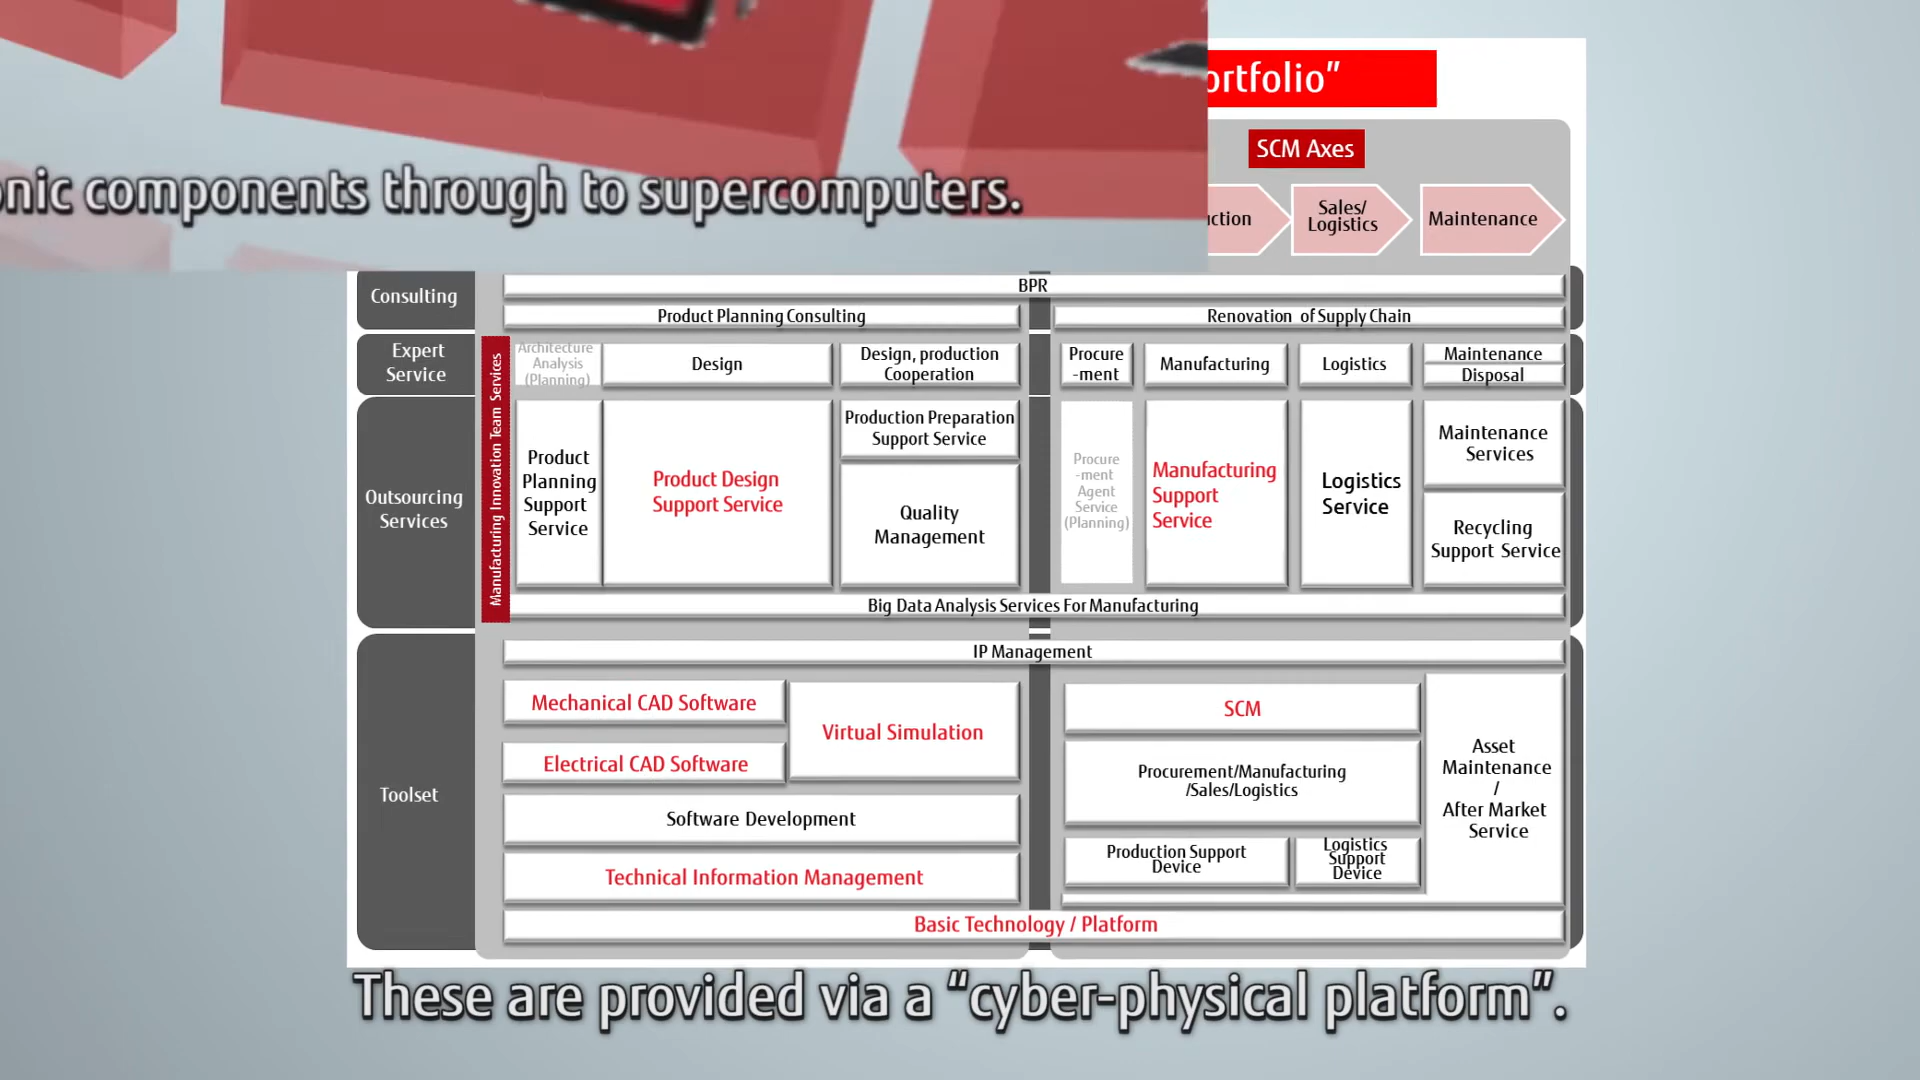 components through to supercomputers.
SCM Axes
Sales/
Logistics
Maintenance
Consulting
BPR
Product Planning Consulting
Renovation of Supply Chain
Expert
Service
Manufacturing Innovation Team Services
Architecture
Analysis
(Planning)
Design
Design, production
Cooperation
Procure
-ment
Manufacturing
Logistics
Maintenance
Disposal
Outsourcing
Services
Product
Planning
Support
Service
Product Design
Support Service
Production Preparation
Support Service
Quality
Management
Procure
-ment
Agent
Service
(Planning)
Manufacturing
Support
Service
Logistics
Service
Maintenance
Services
Recycling
Support Service
Big Data Analysis Services For Manufacturing
Toolset
IP Management
Mechanical CAD Software
Electrical CAD Software
Virtual Simulation
Software Development
Technical Information Management
SCM
Procurement/Manufacturing
/Sales/Logistics
Production Support
Device
Logistics
Support
Device
Asset
Maintenance
/
After Market
Service
Basic Technology / Platform
These are provided via a “cyber-physical platform”.